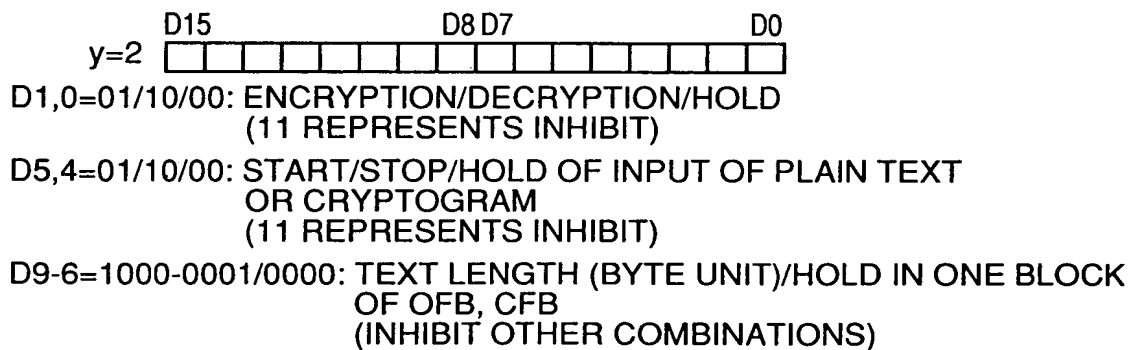 D15 D8 D7 D0
y=2
D1,0=01/10/00: ENCRYPTION/DECRYPTION/HOLD
(11 REPRESENTS INHIBIT)
D5,4=01/10/00: START/STOP/HOLD OF INPUT OF PLAIN TEXT
OR CRYPTOGRAM
(11 REPRESENTS INHIBIT)
D9-6=1000-0001/0000: TEXT LENGTH (BYTE UNIT)/HOLD IN ONE BLOCK
OF OFB, CFB
(INHIBIT OTHER COMBINATIONS)